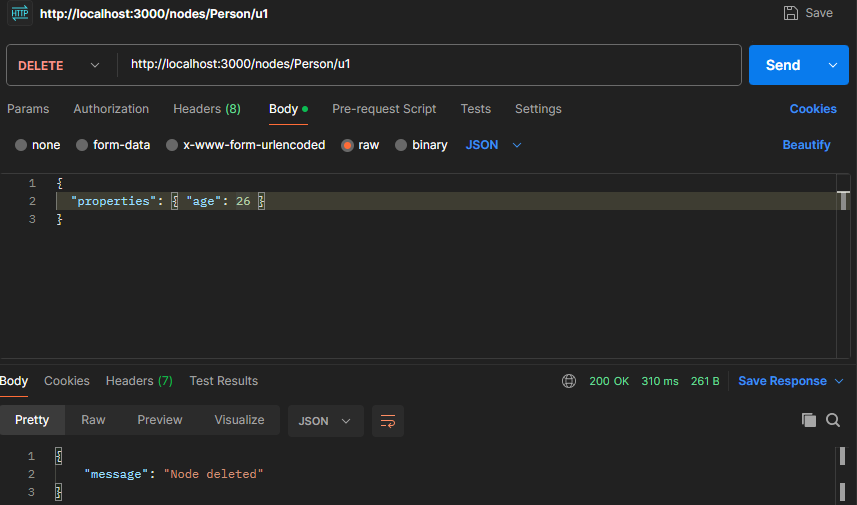 HTTP http://localhost:3000/nodes/Person/u1 Save
DELETE http://localhost:3000/nodes/Person/u1 Send
Params Authorization Headers (8) Body Pre-request Script Tests Settings Cookies
none form-data x-www-form-urlencoded raw binary JSON Beautify
1 {
2 "properties": { "age": 26 }
3 }
Body Cookies Headers (7) Test Results 200 OK 310 ms 261 B Save Response
Pretty Raw Preview Visualize JSON
1 {
2 "message": "Node deleted"
3 }